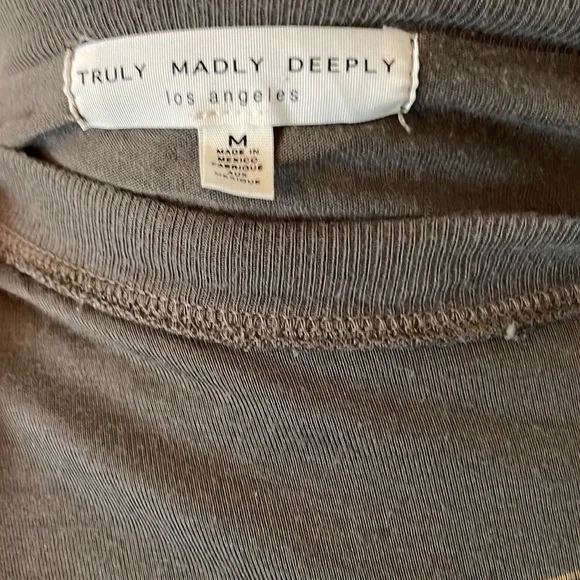 TRULY MADLY DEEPLY
los angeles
M
MADE IN
MEXICO
FABRIQUE
AUX
MEXIQUE